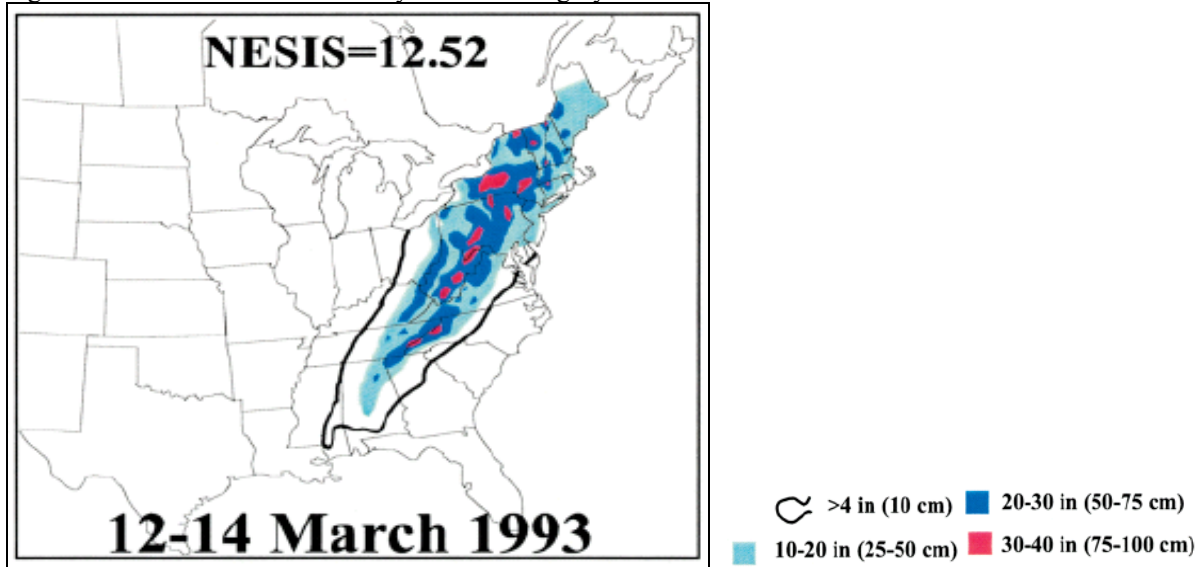 NESIS=12.52
12-14 March 1993
>4 in (10 cm)
20-30 in (50-75 cm)
10-20 in (25-50 cm)
30-40 in (75-100 cm)